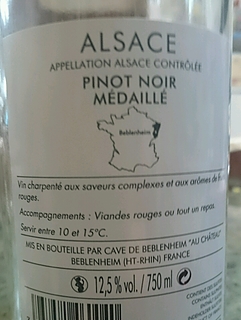 ALSACE
APPELLATION ALSACE CONTRÔLÉE
PINOT NOIR
MÉDAILLÉ
Beblenheim
Vin charpenté aux saveurs complexes et aux arômes de
rouges.
Accompagnements : Viandes rouges ou tout un repas.
Servir entre 10 et 15°C.
MIS EN BOUTEILLE PAR CAVE DE BEBLENHEIM "AU CHÂTEAU"
BEBLENHEIM (HT-RHIN) FRANCE
12,5 % vol. / 750 ml
CONTIENT DES